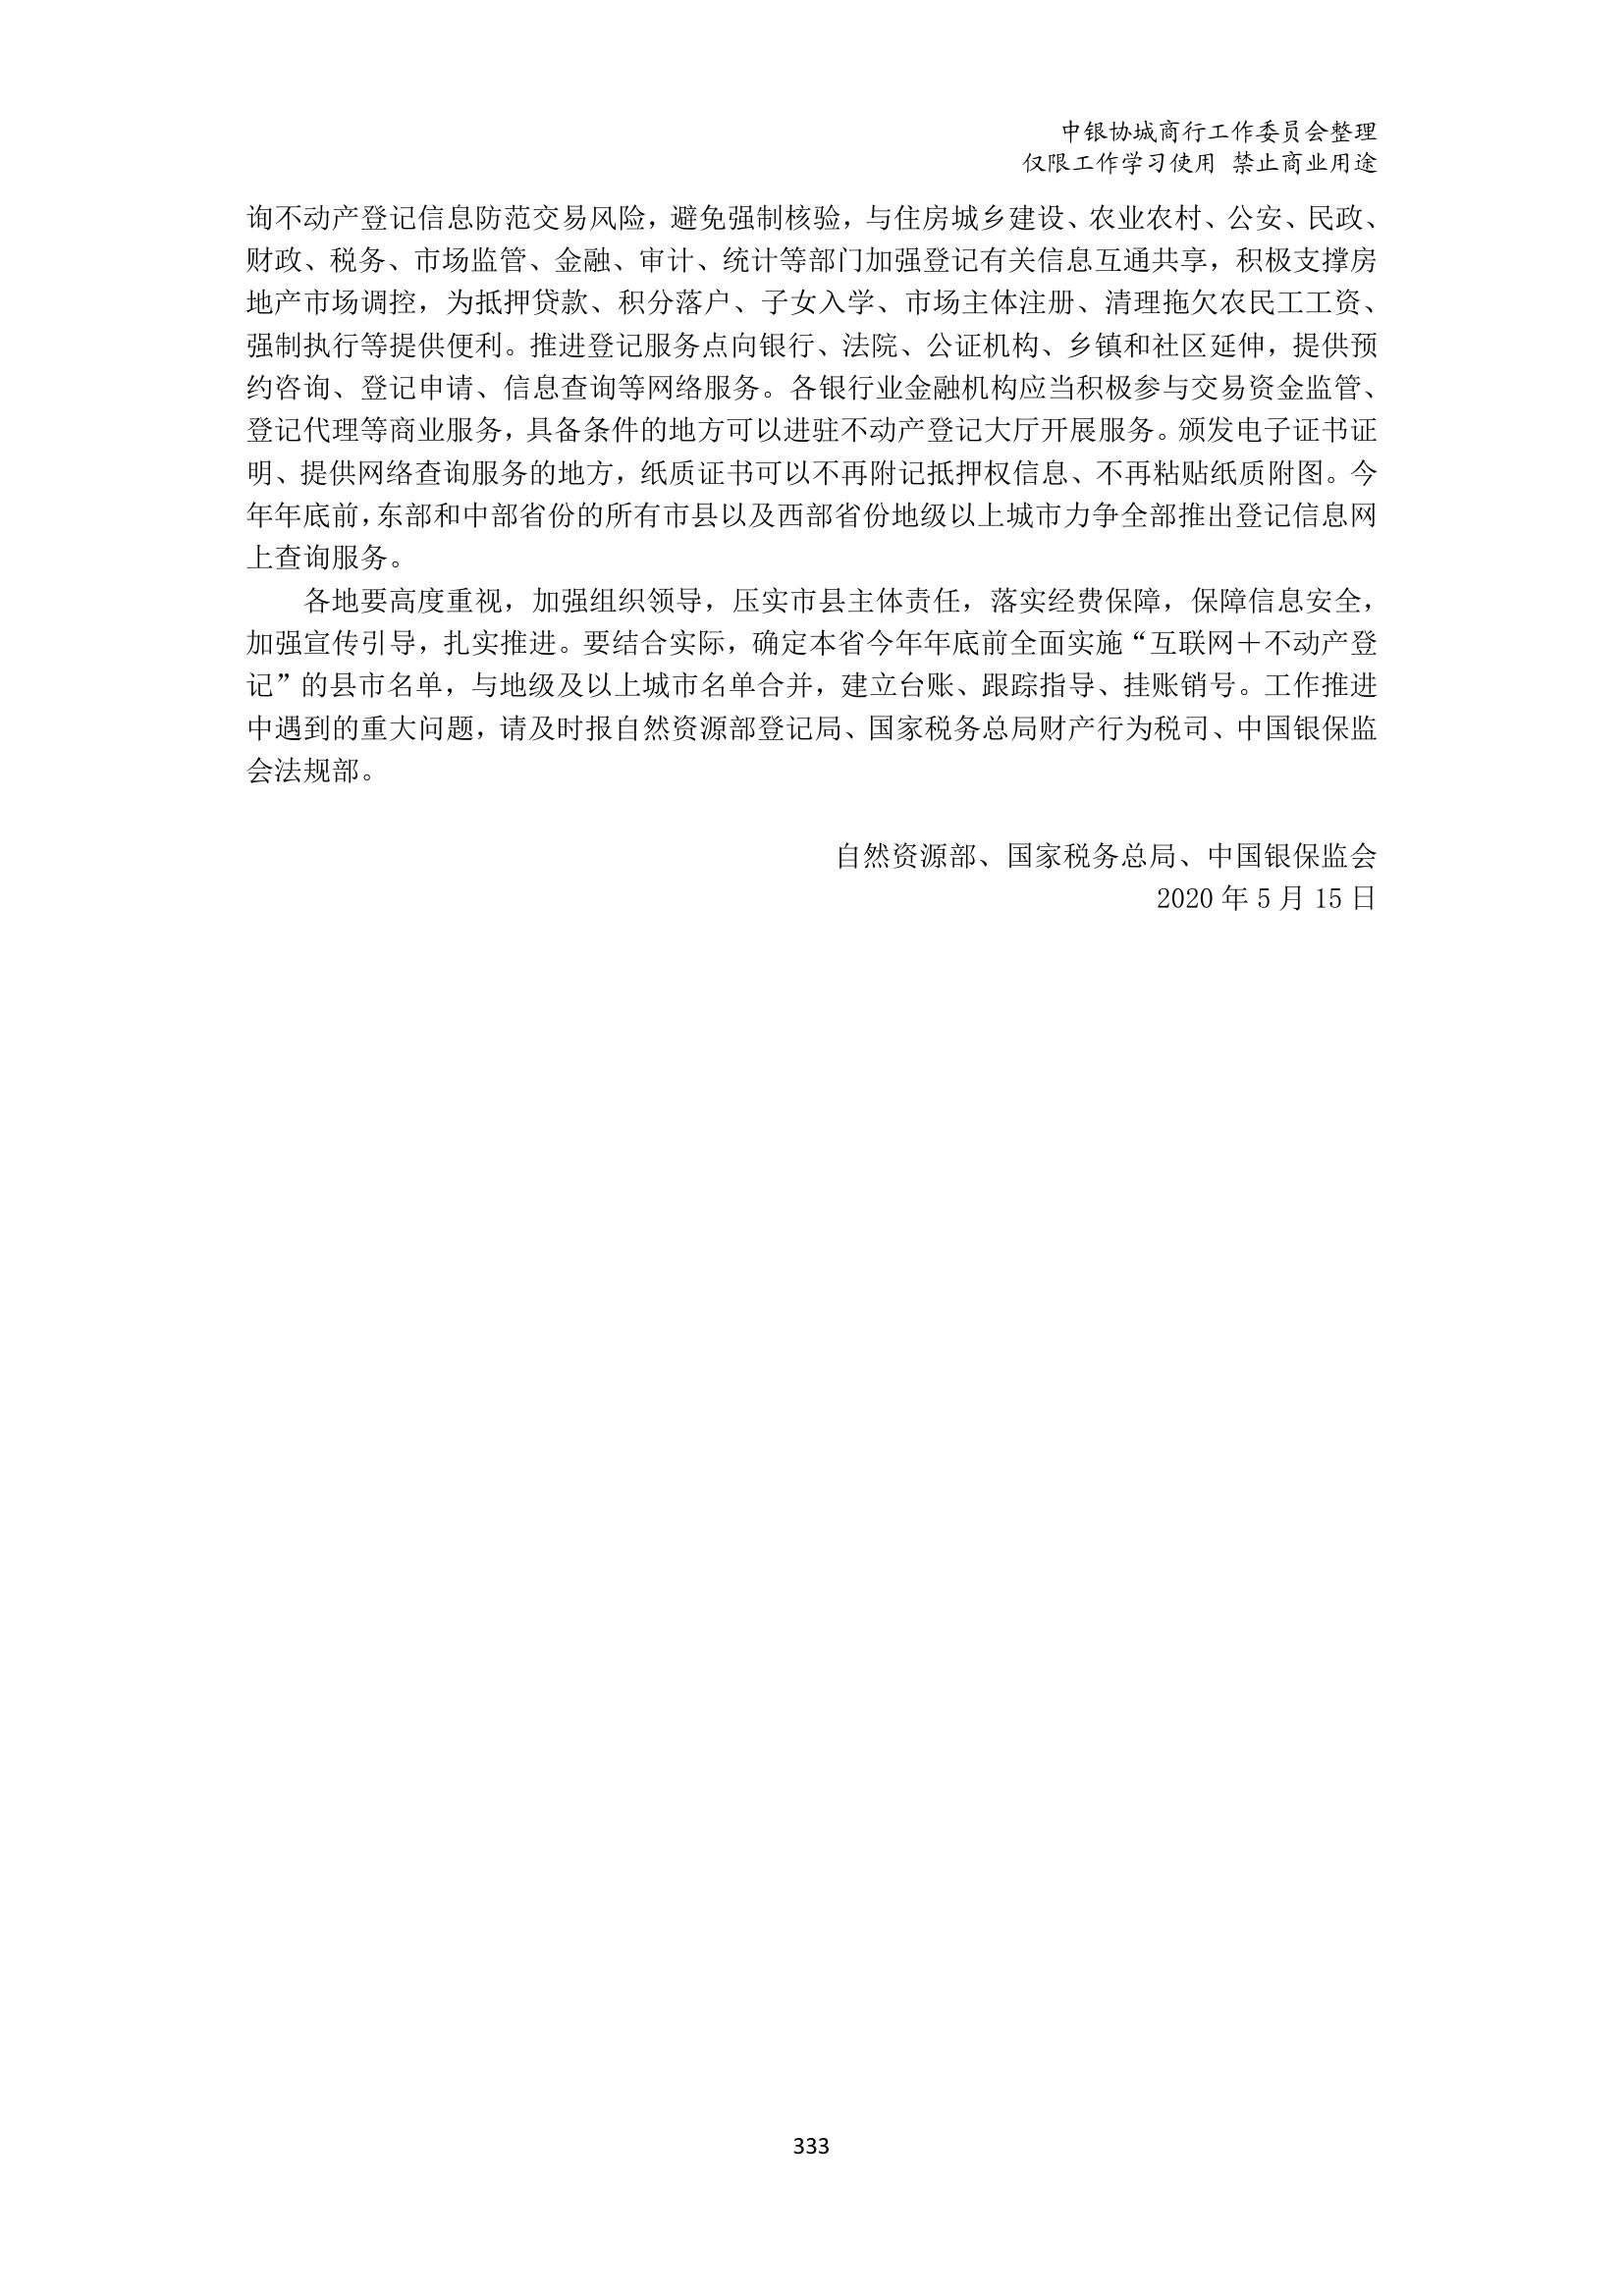 中银协城商行工作委员会整理
仅限工作学习使用 禁止商业用途
询不动产登记信息防范交易风险，避免强制核验，与住房城乡建设、农业农村、公安、民政、
财政、税务、市场监管、金融、审计、统计等部门加强登记有关信息互通共享，积极支撑房
地产市场调控，为抵押贷款、积分落户、子女入学、市场主体注册、清理拖欠农民工工资、
强制执行等提供便利。推进登记服务点向银行、法院、公证机构、乡镇和社区延伸，提供预
约咨询、登记申请、信息查询等网络服务。各银行业金融机构应当积极参与交易资金监管、
登记代理等商业服务，具备条件的地方可以进驻不动产登记大厅开展服务。颁发电子证书证
明、提供网络查询服务的地方，纸质证书可以不再附记抵押权信息、不再粘贴纸质附图。今
年年底前，东部和中部省份的所有市县以及西部省份地级以上城市力争全部推出登记信息网
上查询服务。
各地要高度重视，加强组织领导，压实市县主体责任，落实经费保障，保障信息安全，
加强宣传引导，扎实推进。要结合实际，确定本省今年年底前全面实施“互联网＋不动产登
记”的县市名单，与地级及以上城市名单合并，建立台账、跟踪指导、挂账销号。工作推进
中遇到的重大问题，请及时报自然资源部登记局、国家税务总局财产行为税司、中国银保监
会法规部。
自然资源部、国家税务总局、中国银保监会
2020 年 5 月 15 日
333